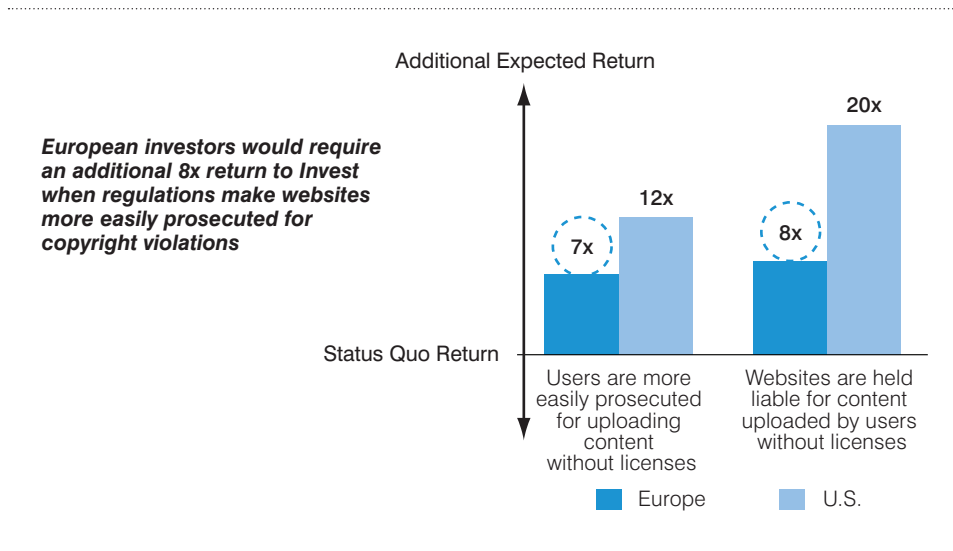 Additional Expected Return
European investors would require
an additional 8x return to Invest
when regulations make websites
more easily prosecuted for
copyright violations
20x
12x
8x
7x
Status Quo Return
Users are more
easily prosecuted
for uploading
content
without licenses
Websites are held
liable for content
uploaded by users
without licenses
Europe
U.S.